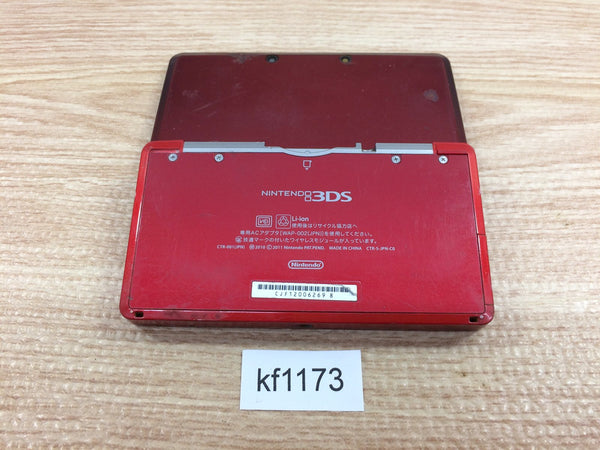 NINTENDO 3DS
Li-ion
使用後はリサイクル協力店へ
専用ACアダプタ[WAP-002(JPN)]を使用してください。
技適マークの付いたワイヤレスモジュールが入っています。
CTR-001(JPN) Ⓜ2010 Ⓒ2011 Nintendo PAT.PEND. MADE IN CHINA CTR-S-JPN-C0
Nintendo
CJF12006269 8
kf1173